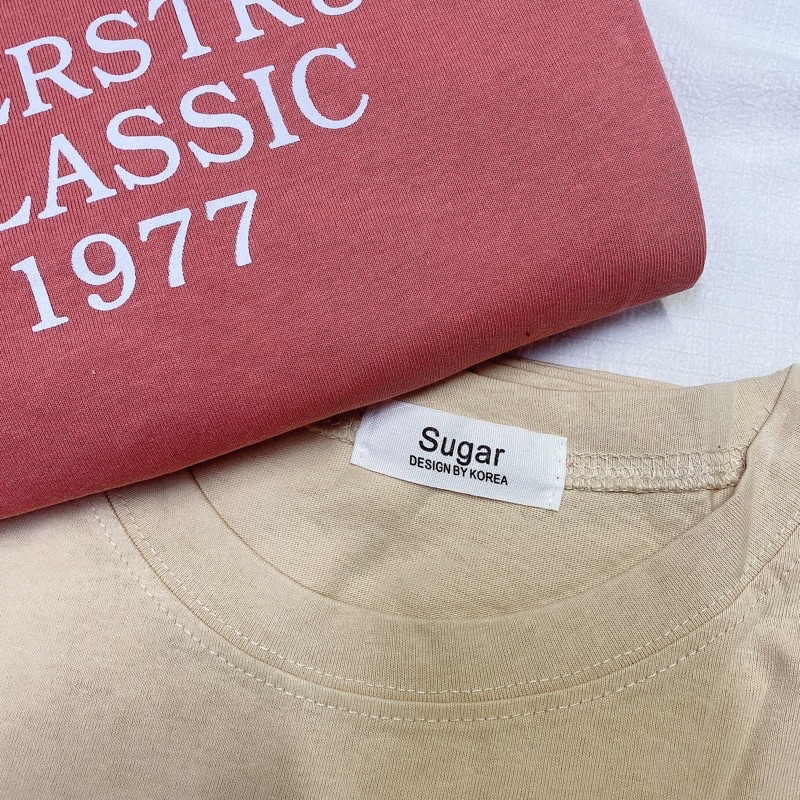 ERSTRU
LASSIC
1977
Sugar
DESIGN BY KOREA